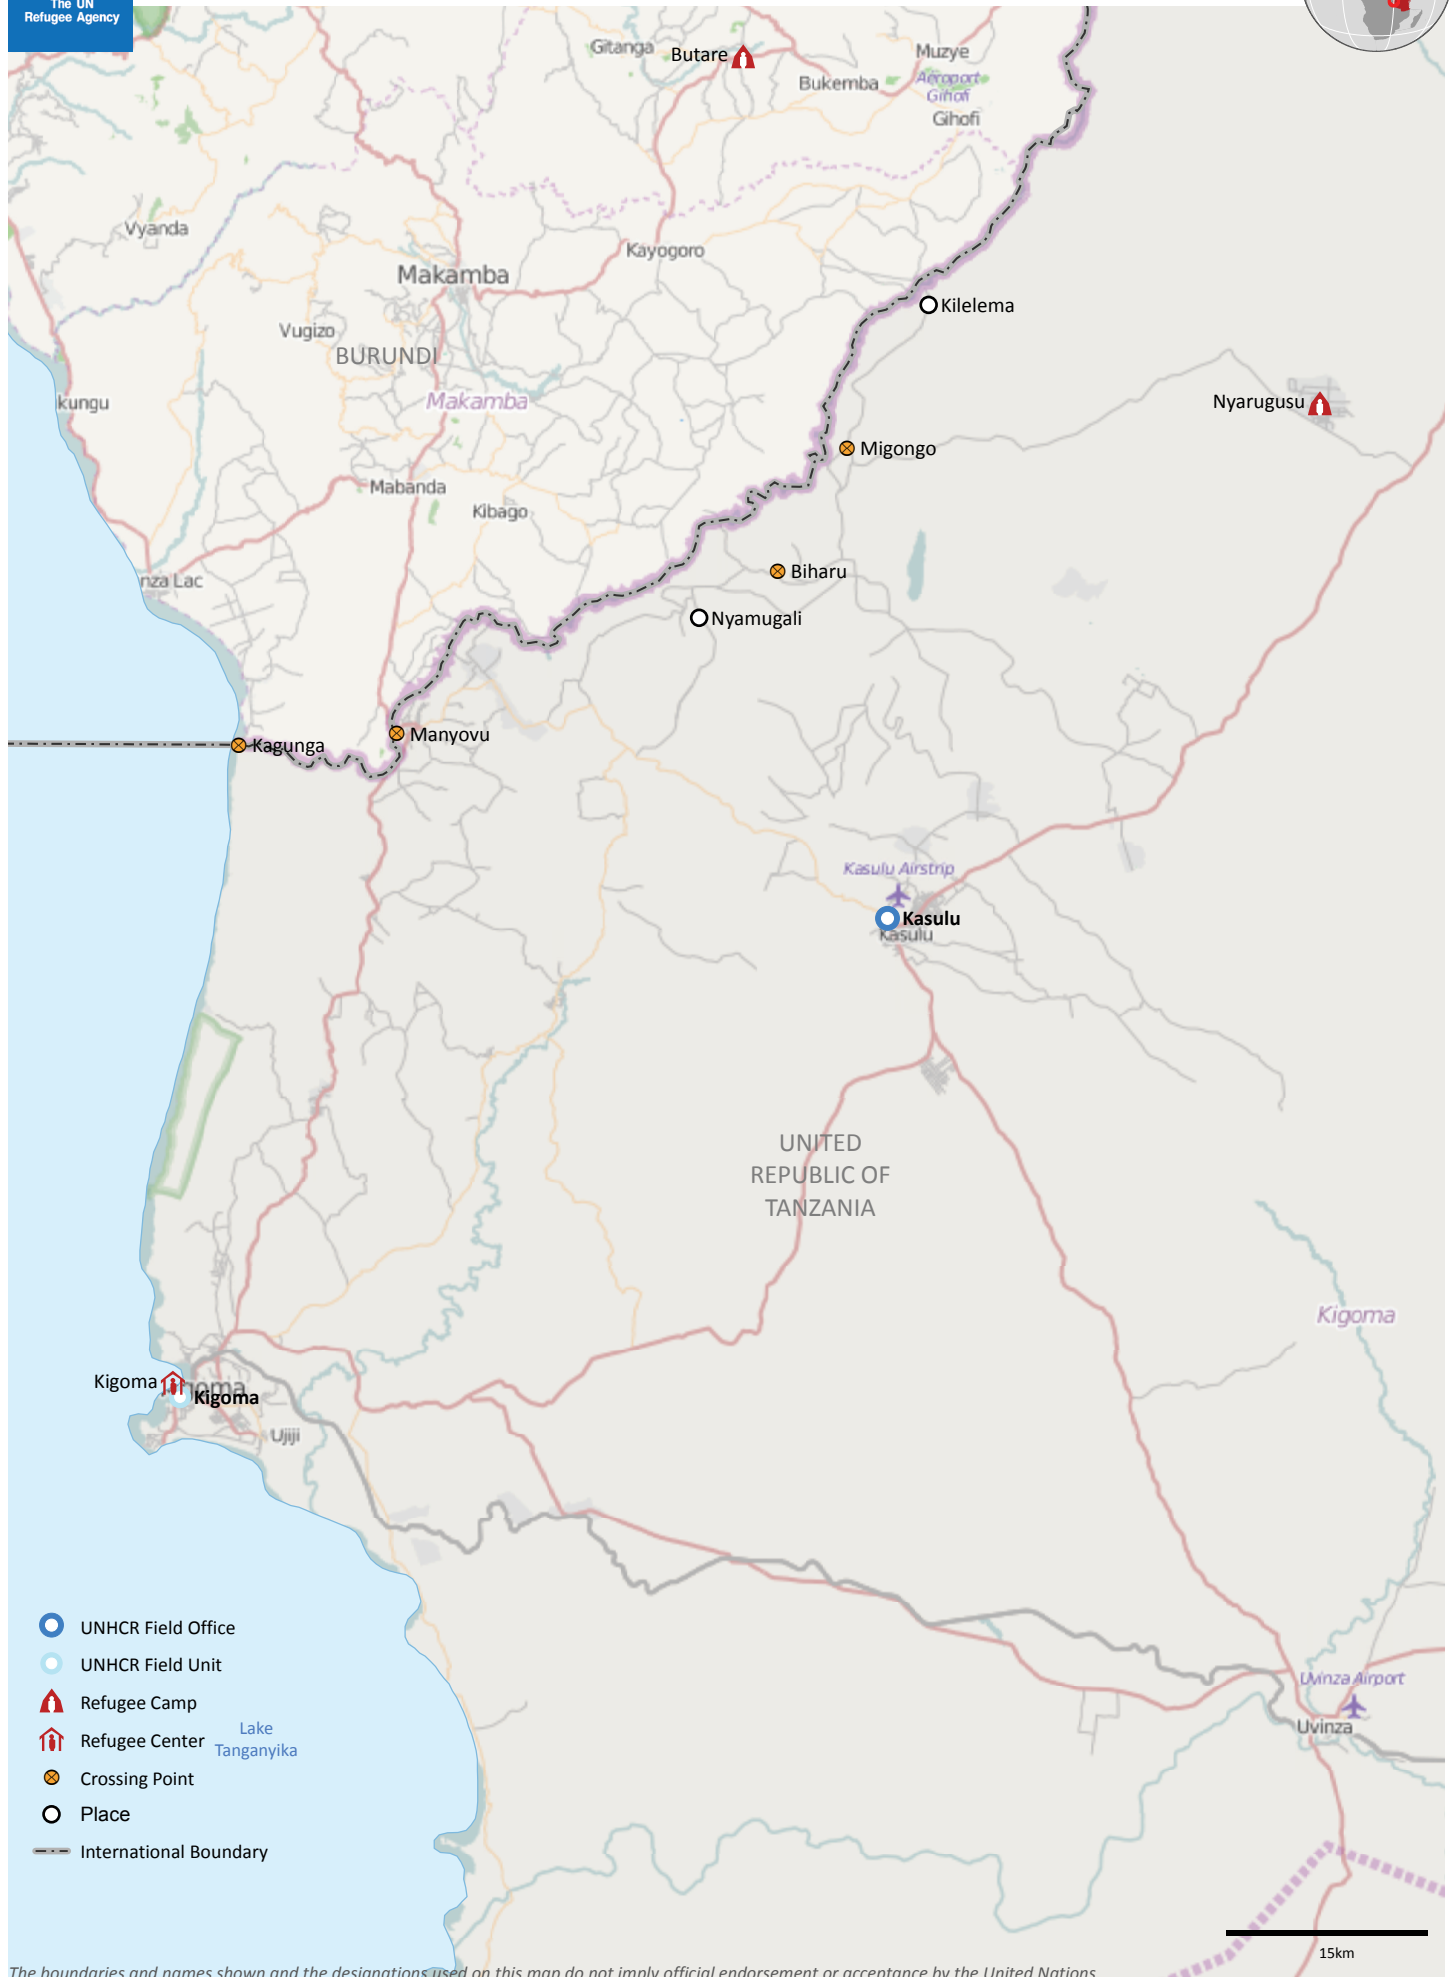 The UN
Refugee Agency
Gitanga
Butare
Muzye
Bukemba
Aéroport
Gihofi
Gihofi
Vyanda
Kayogoro
Makamba
Kilelema
Vugizo
BURUNDI
Makamba
kungu
Nyarugusu
Migongo
Mabanda
Kibago
nza Lac
Biharu
Nyamugali
Manyovu
Kagunga
Kasulu Airstrip
Kasulu
Kasulu
UNITED
REPUBLIC OF
TANZANIA
Kigoma
Kigoma
goma
Kigoma
Ujiji
UNHCR Field Office
UNHCR Field Unit
Refugee Camp
Refugee Center
Lake
Tanganyika
Crossing Point
Place
International Boundary
Uvinza Airport
Uvinza
15km
The boundaries and names shown and the designations used on this map do not imply official endorsement or acceptance by the United Nations